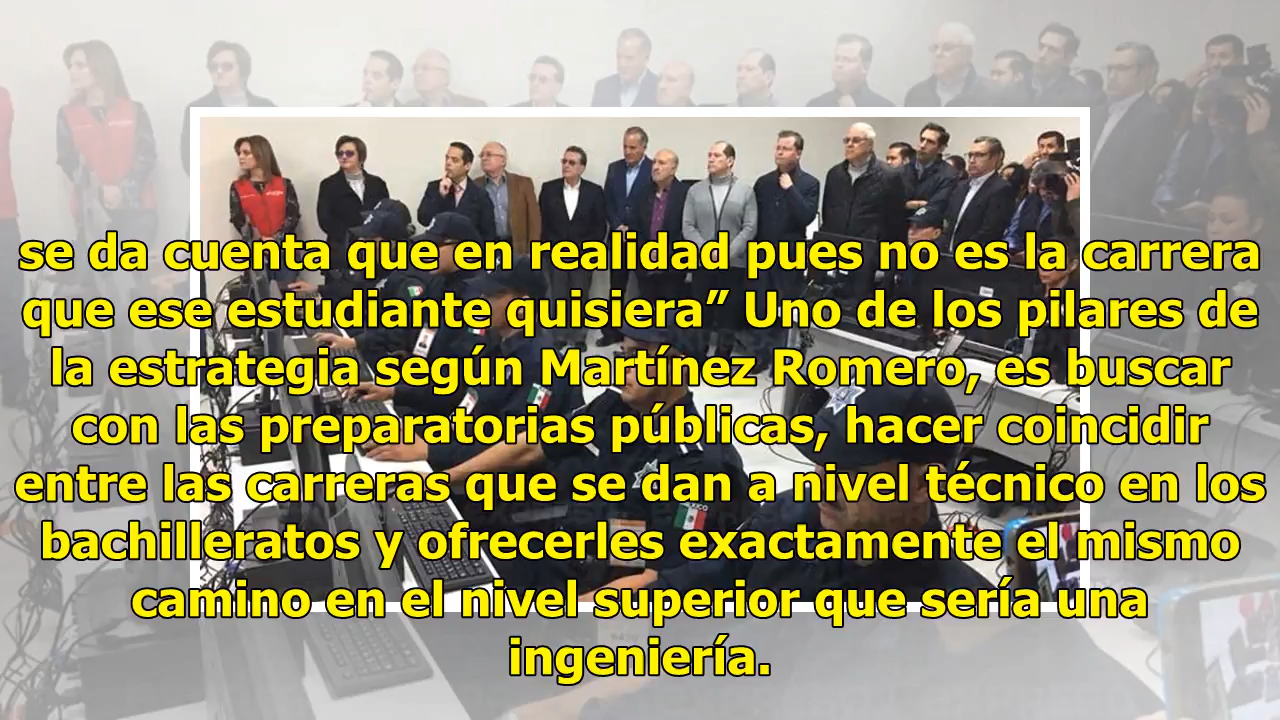 se da cuenta que en realidad pues no es la carrera
que ese estudiante quisiera” Uno de los pilares de
la estrategia según Martínez Romero, es buscar
con las preparatorias públicas, hacer coincidir
entre las carreras que se dan a nivel técnico en los
bachilleratos y ofrecerles exactamente el mismo
camino en el nivel superior que sería una
ingeniería.